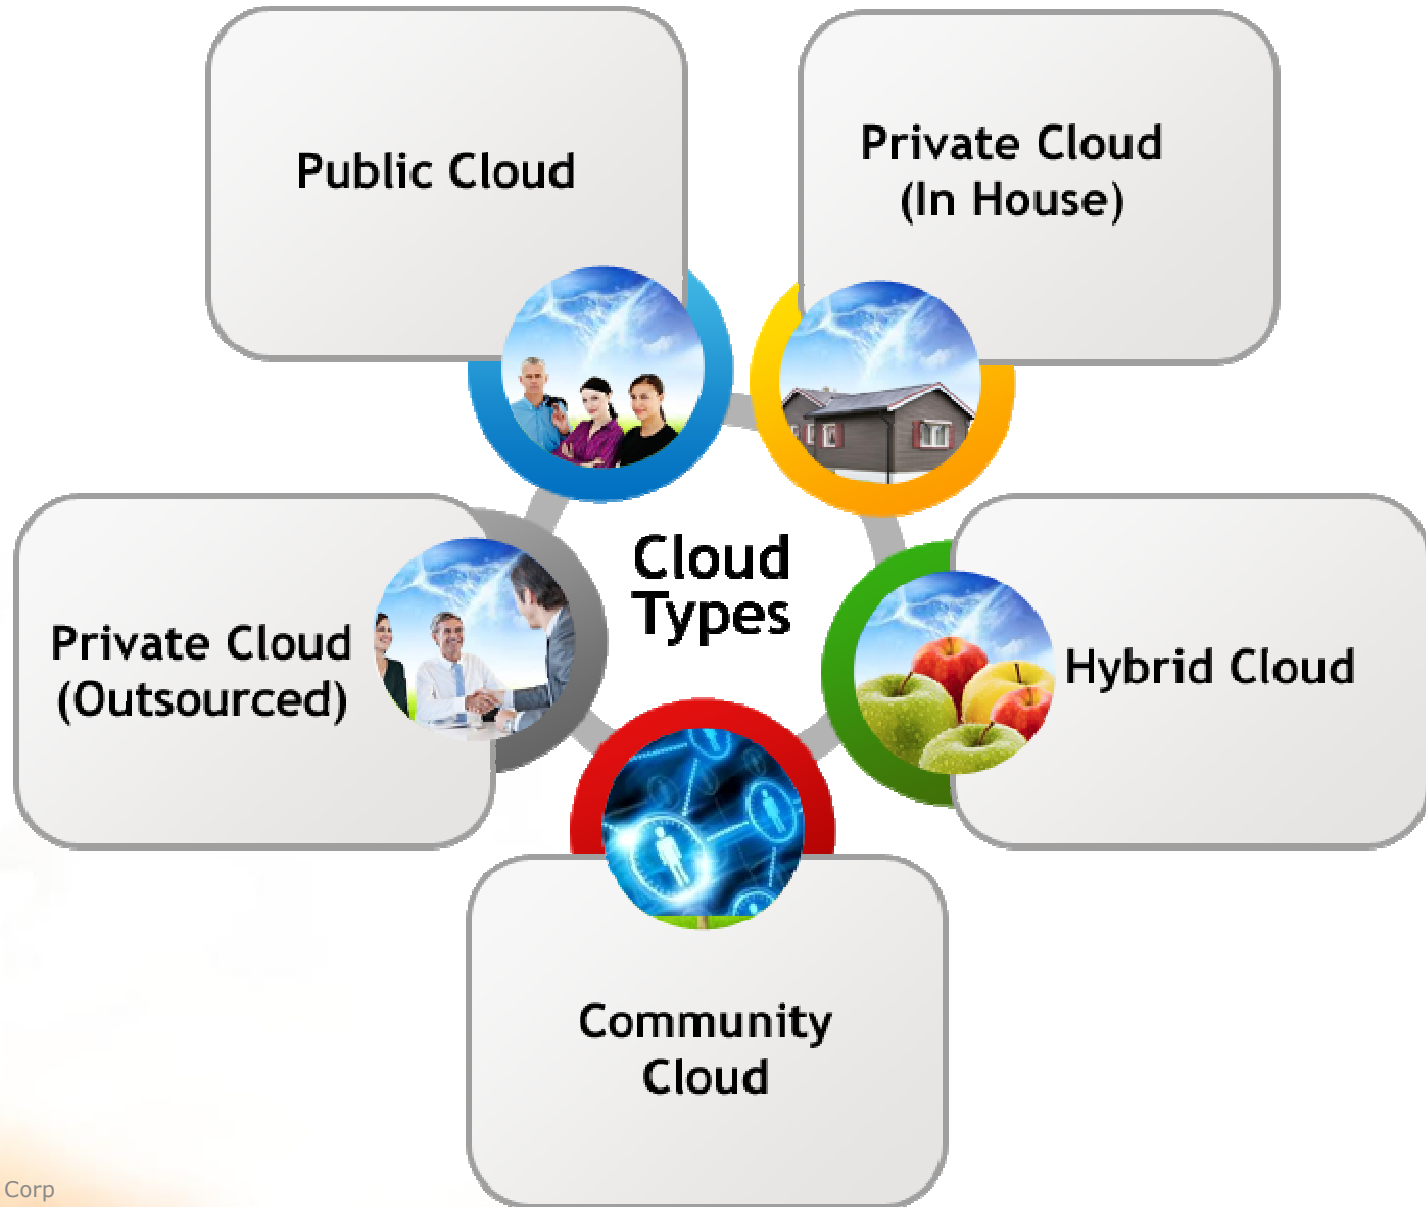 Public Cloud
Private Cloud
(In House)
Cloud
Types
Private Cloud
(Outsourced)
Hybrid Cloud
Community
Cloud
Corp